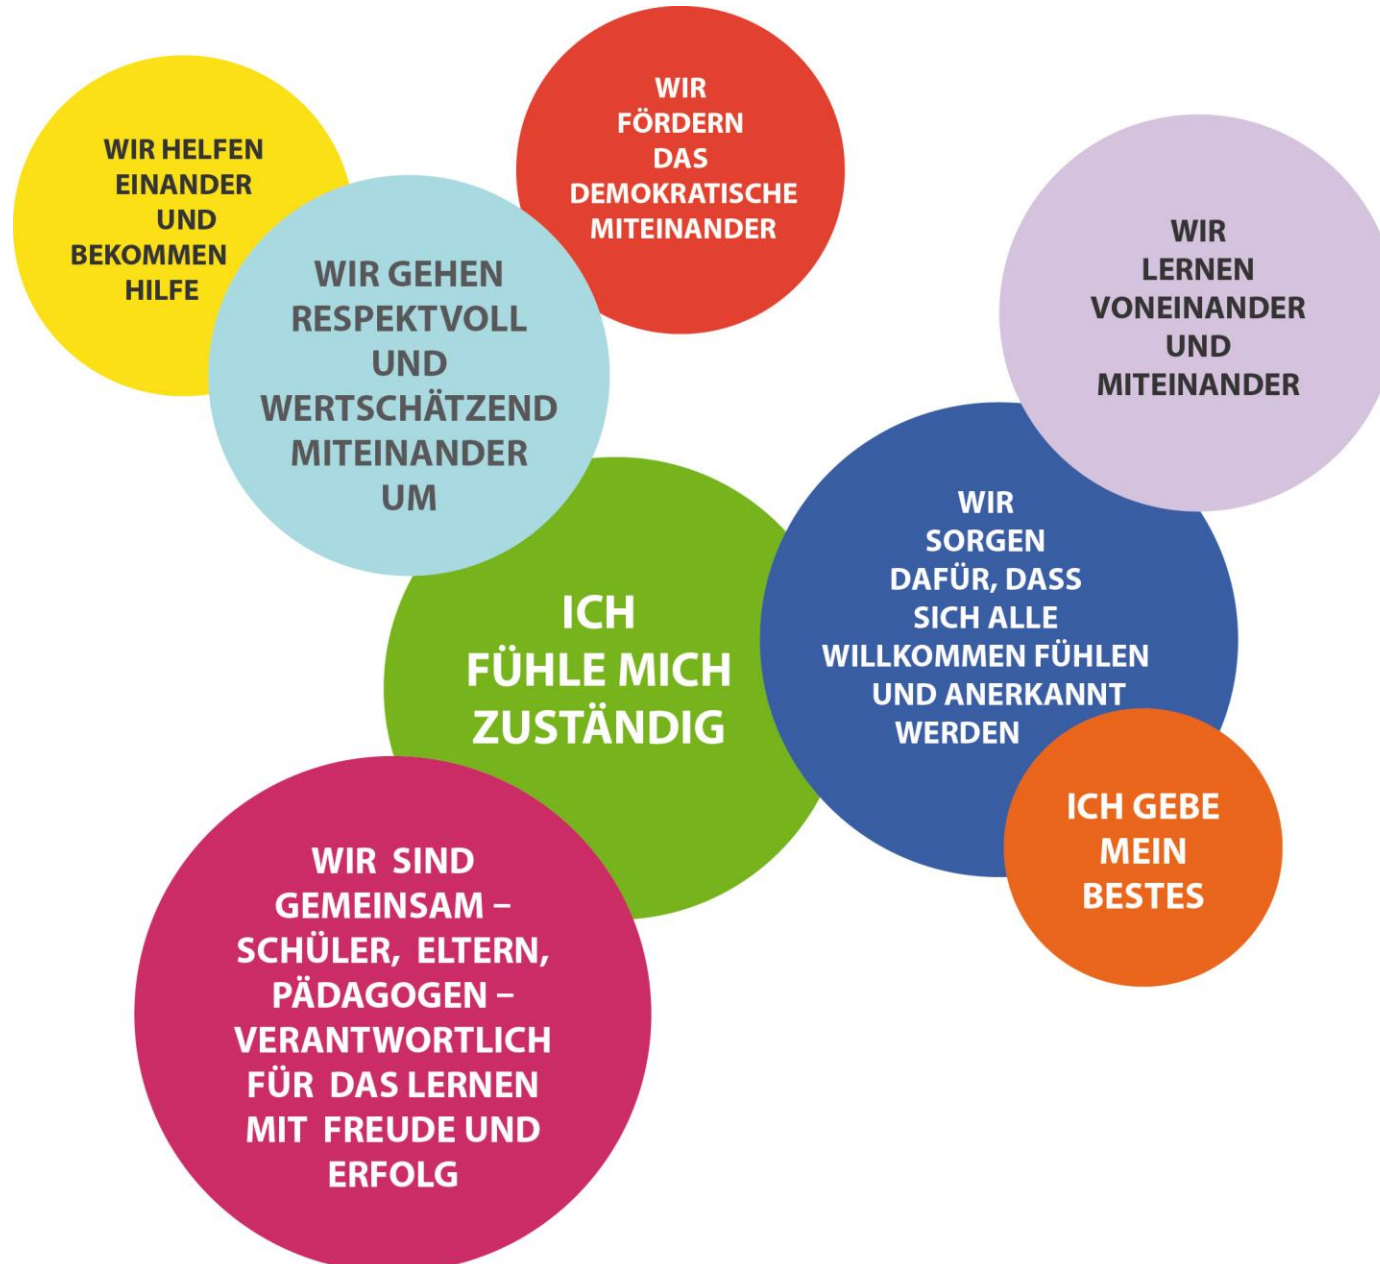 WIR HELFEN
EINANDER
UND
BEKOMMEN
HILFE
WIR GEHEN
RESPEKTVOLL
UND
WERTSCHÄTZEND
MITEINANDER
UM
WIR
FÖRDERN
DAS
DEMOKRATISCHE
MITEINANDER
WIR
LERNEN
VONEINANDER
UND
MITEINANDER
ICH
FÜHLE MICH
ZUSTÄNDIG
WIR
SORGEN
DAFÜR, DASS
SICH ALLE
WILLKOMMEN FÜHLEN
UND ANERKANNT
WERDEN
ICH GEBE
MEIN
BESTES
WIR SIND
GEMEINSAM –
SCHÜLER, ELTERN,
PÄDAGOGEN –
VERANTWORTLICH
FÜR DAS LERNEN
MIT FREUDE UND
ERFOLG